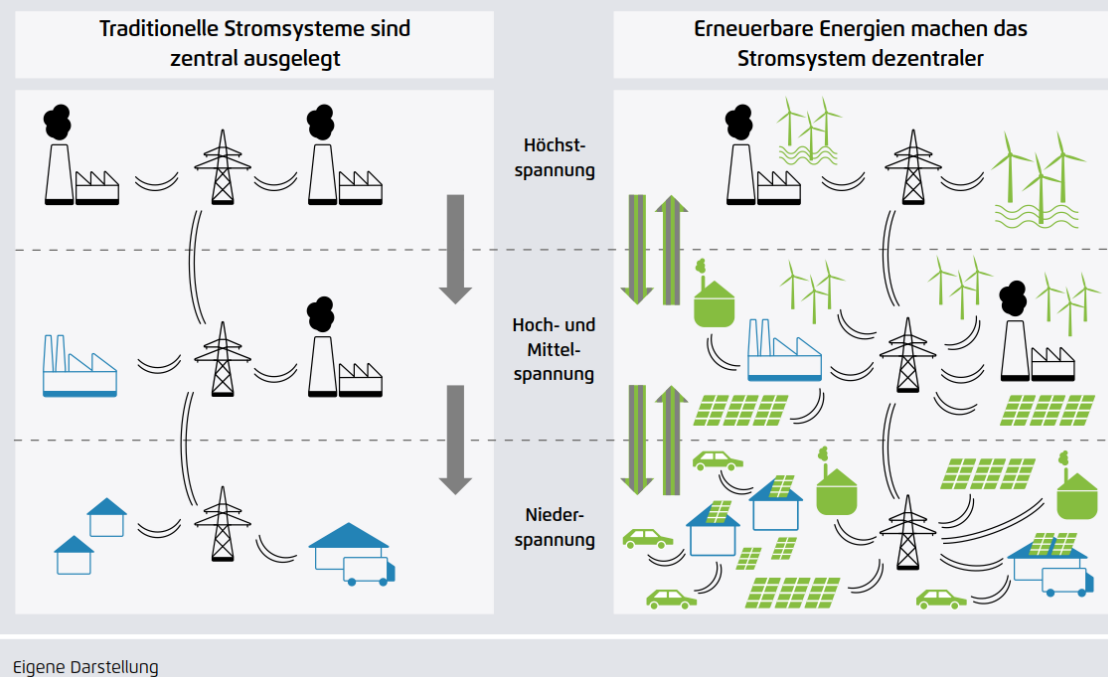 Traditionelle Stromsysteme sind
zentral ausgelegt
Erneuerbare Energien machen das
Stromsystem dezentraler
Höchst-
spannung
Hoch- und
Mittel-
spannung
Nieder-
spannung
Eigene Darstellung